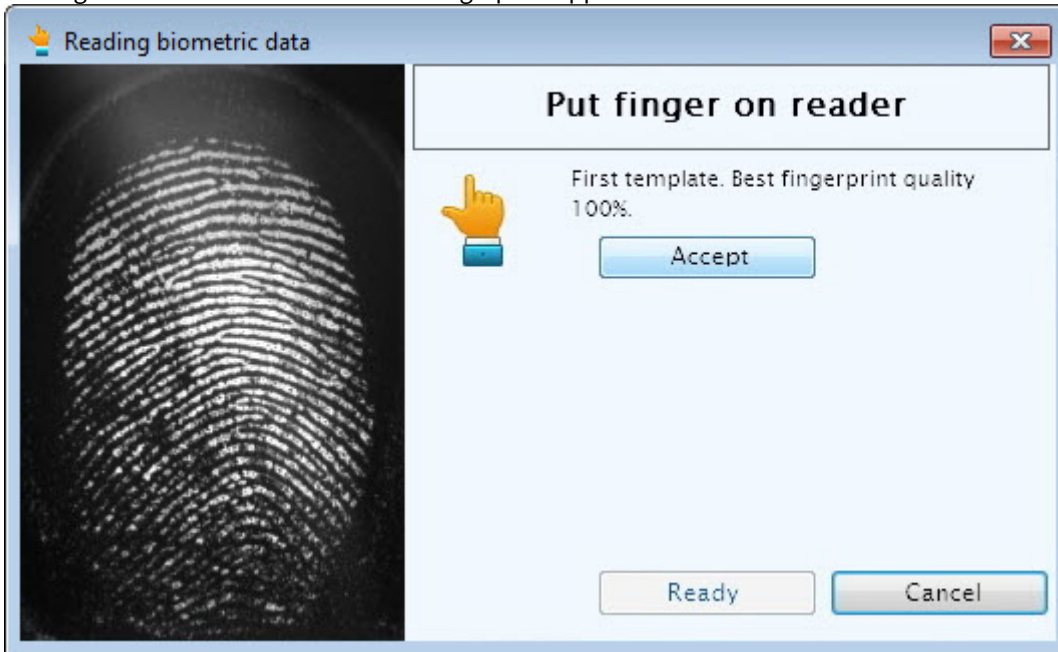 Reading biometric data
Put finger on reader
First template. Best fingerprint quality
100%.
Accept
Ready
Cancel